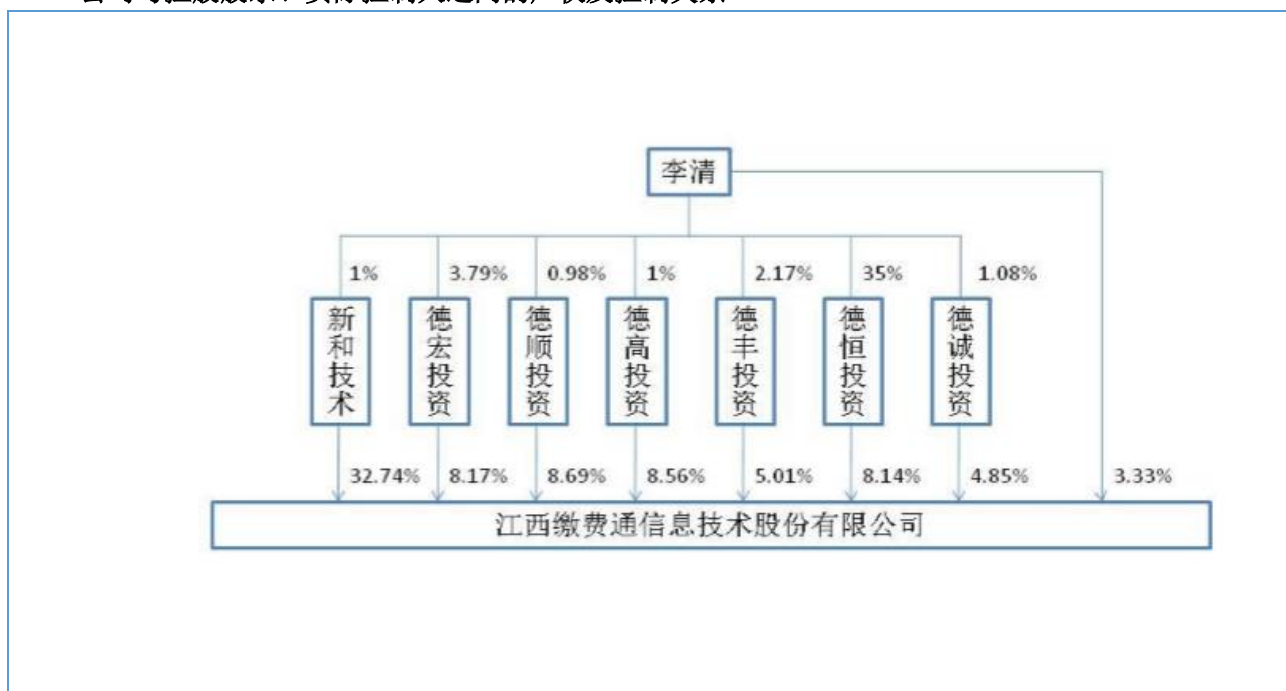 李清
1% 3.79% 0.98% 1% 2.17% 35% 1.08%
新和技术
德宏投资
德顺投资
德高投资
德丰投资
德恒投资
德诚投资
32.74% 8.17% 8.69% 8.56% 5.01% 8.14% 4.85% 3.33%
江西缴费通信息技术股份有限公司